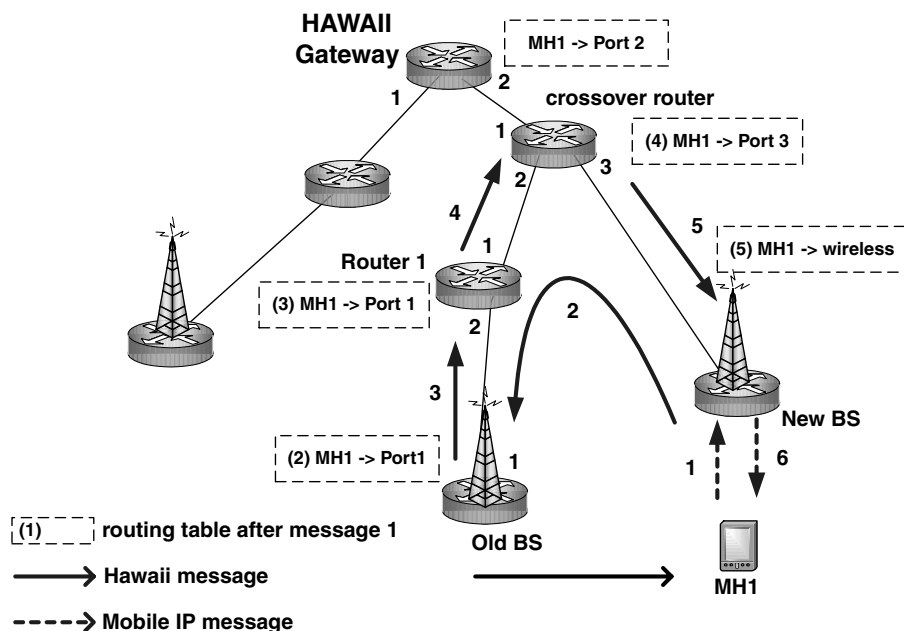 HAWAII
Gateway
MH1 -> Port 2
1
2
crossover router
1
(4) MH1 -> Port 3
2
3
4
5
1
Router 1
(5) MH1 -> wireless
(3) MH1 -> Port 1
2
2
3
New BS
(2) MH1 -> Port1
1
1
6
(1) routing table after message 1
Old BS
Hawaii message
MH1
Mobile IP message